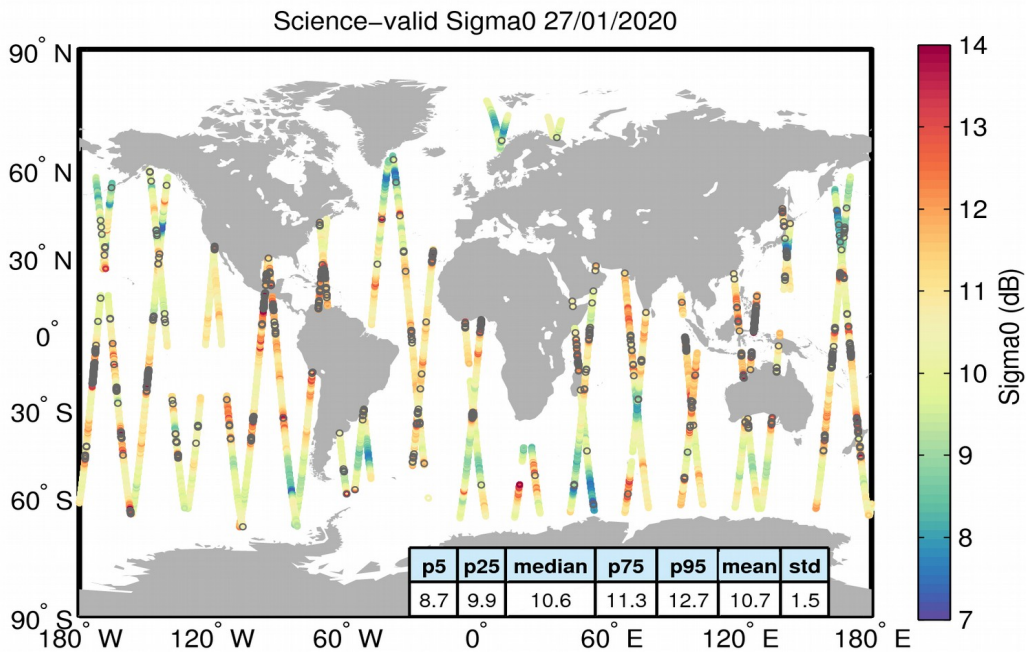 Science−valid Sigma0 27/01/2020
90° N
60° N
30° N
0°
30° S
60° S
90° S
180° W
120° W
60° W
0°
60° E
120° E
180° E
p5 p25 median p75 p95 mean std
8.7 9.9 10.6 11.3 12.7 10.7 1.5
14
13
12
11
10
9
8
7
Sigma0 (dB)